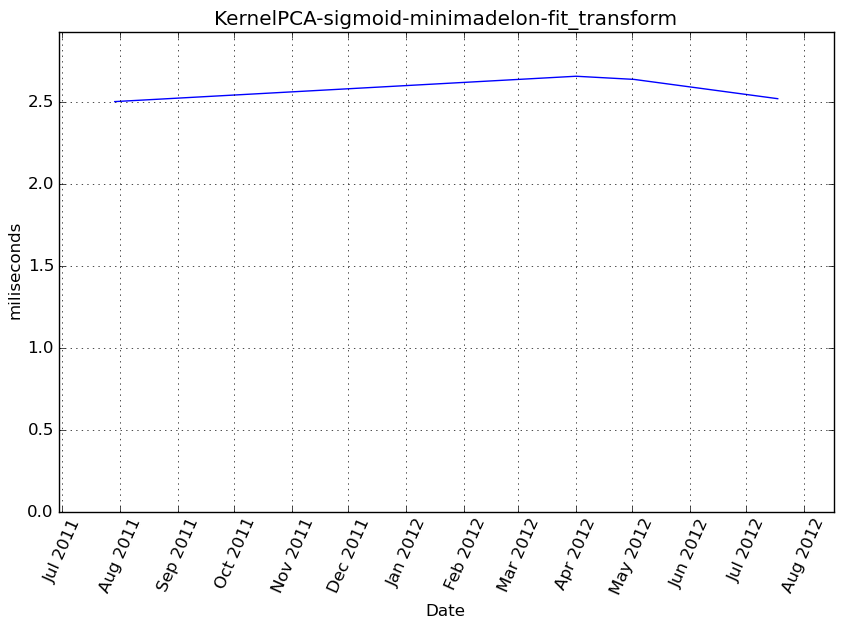 KernelPCA-sigmoid-minimadelon-fit_transform
miliseconds
2.5
2.0
1.5
1.0
0.5
0.0
Jul 2011
Aug 2011
Sep 2011
Oct 2011
Nov 2011
Dec 2011
Jan 2012
Feb 2012
Mar 2012
Apr 2012
May 2012
Jun 2012
Jul 2012
Aug 2012
Date